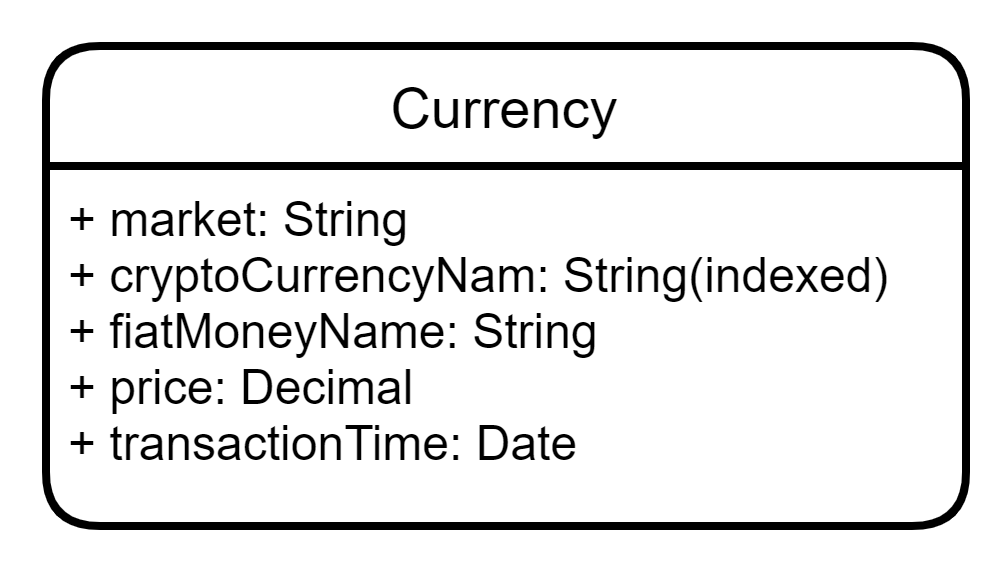 Currency
+ market: String
+ cryptoCurrencyNam: String(indexed)
+ fiatMoneyName: String
+ price: Decimal
+ transactionTime: Date